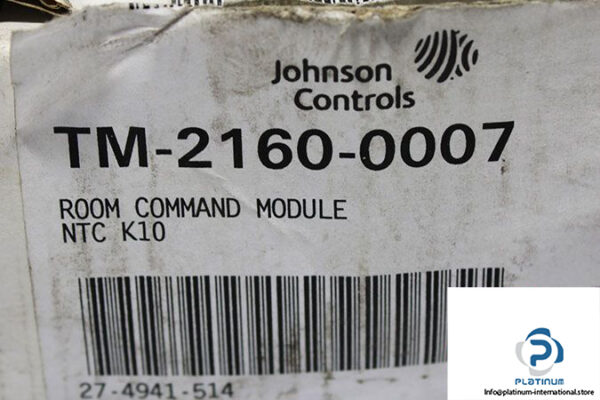 Johnson
Controls
TM-2160-0007
ROOM COMMAND MODULE
NTC K10
27-4941-514
PLATINUM
Info@platinum-international.store